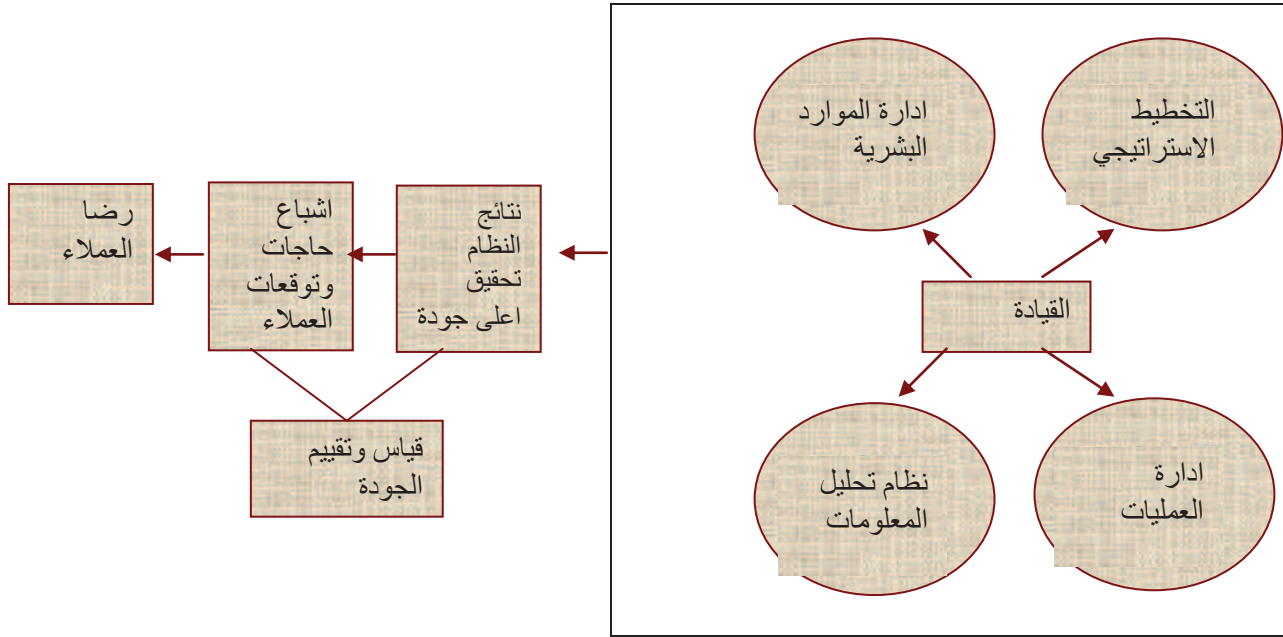 التخطيط
الاستراتيجي
ادارة الموارد
البشرية
القيادة
ادارة
العمليات
نظام تحليل
المعلومات
نتائج
النظام
تحقيق
اعلى جودة
اشباع
حاجات
وتوقعات
العملاء
رضا
العملاء
قياس وتقييم
الجودة